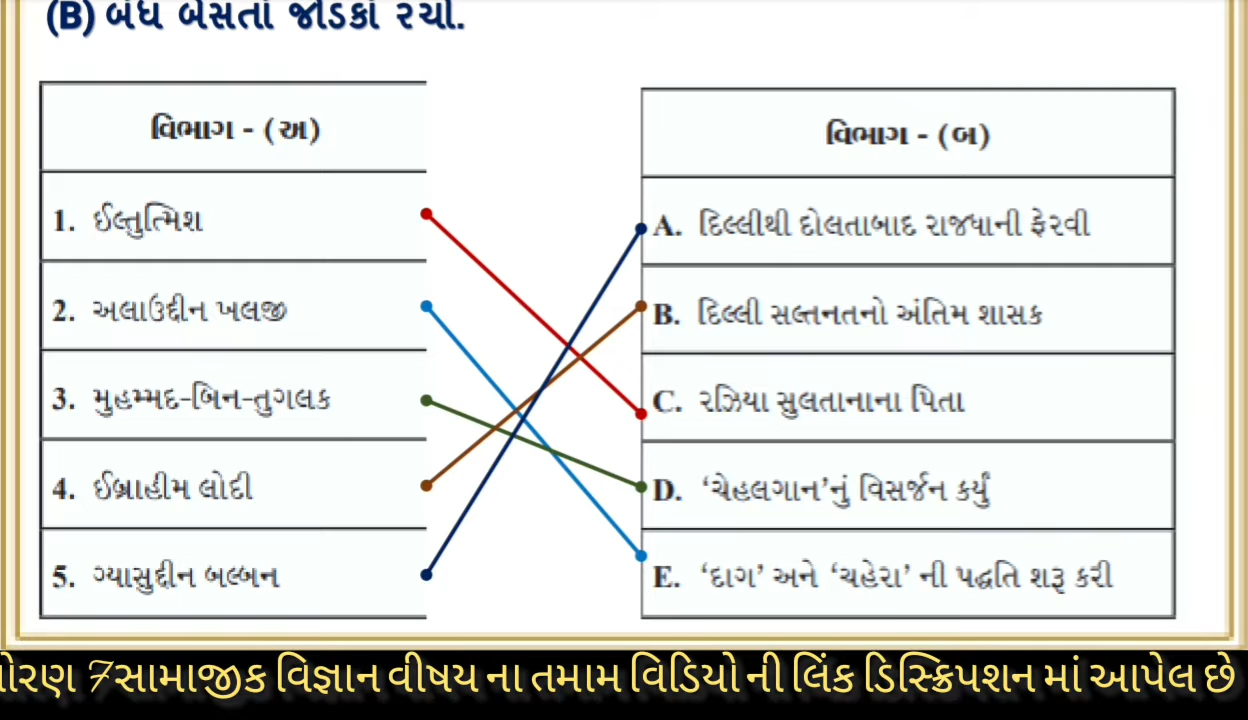 (B) બંધ બેસતાં જોડકાં રચો.
વિભાગ - (અ)
1. ઈલ્તુત્મિશ
2. અલાઉદ્દીન ખલજી
3. મુહમ્મદ-બિન-તુગલક
4. ઈબ્રાહીમ લોદી
5. ગ્યાસુદ્દીન બલ્બન
વિભાગ - (બ)
A. દિલ્લીથી દોલતાબાદ રાજધાની ફેરવી
B. દિલ્લી સલ્તનતનો અંતિમ શાસક
C. રઝિયા સુલતાનાના પિતા
D. ‘ચેહલગાન’નું વિસર્જન કર્યું
E. ‘દાગ’ અને ‘ચહેરા’ ની પદ્ધતિ શરૂ કરી
ધોરણ 7સામાજીક વિજ્ઞાન વીષય ના તમામ વિડિયો ની લિંક ડિસ્ક્રિપશન માં આપેલ છે